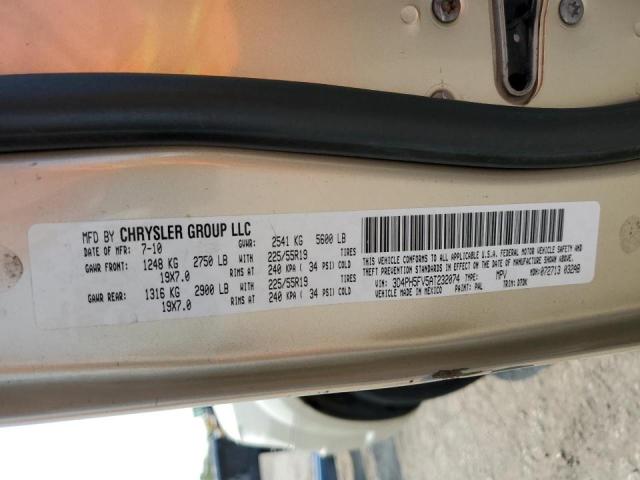 MFD BY CHRYSLER GROUP LLC
DATE OF MFR: 7-10 GVWR: 2541 KG 5600 LB
GAWR FRONT: 1248 KG 2750 LB WITH 225/55R19 TIRES
19X7.0 RIMS AT 240 KPA ( 34 PSI) COLD
GAWR REAR: 1316 KG 2900 LB WITH 225/55R19 TIRES
19X7.0 RIMS AT 240 KPA ( 34 PSI) COLD
THIS VEHICLE CONFORMS TO ALL APPLICABLE U.S.A. FEDERAL MOTOR VEHICLE SAFETY AND
THEFT PREVENTION STANDARDS IN EFFECT ON THE DATE OF MANUFACTURE SHOWN ABOVE.
VIN: 3D4PH5FV5AT232074 TYPE: MPV MDH: 072713 032AB
VEHICLE MADE IN MEXICO PAINT: PAL TRIM: DTDK